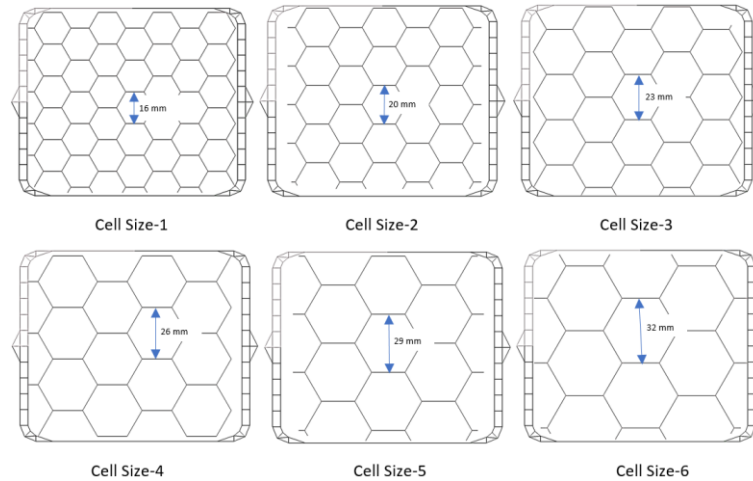 16 mm
20 mm
23 mm
Cell Size-1
Cell Size-2
Cell Size-3
26 mm
29 mm
32 mm
Cell Size-4
Cell Size-5
Cell Size-6